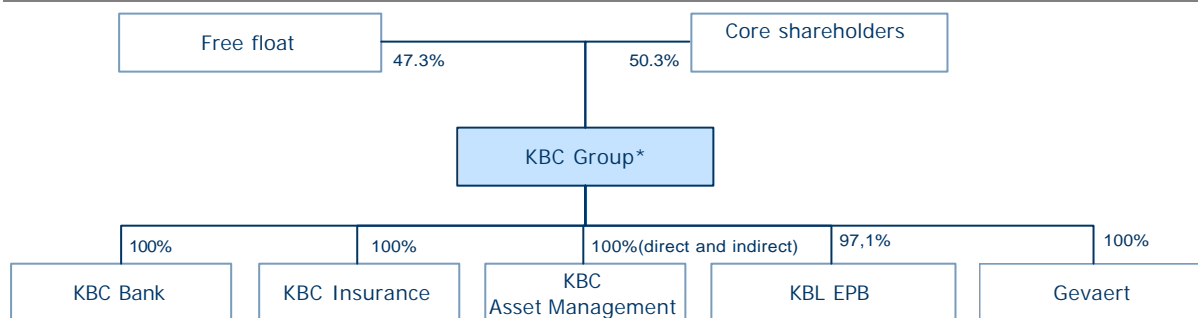 Free float
Core shareholders
47.3%
50.3%
KBC Group*
100%
100%
100%(direct and indirect)
97,1%
100%
KBC Bank
KBC Insurance
KBC
Asset Management
KBL EPB
Gevaert